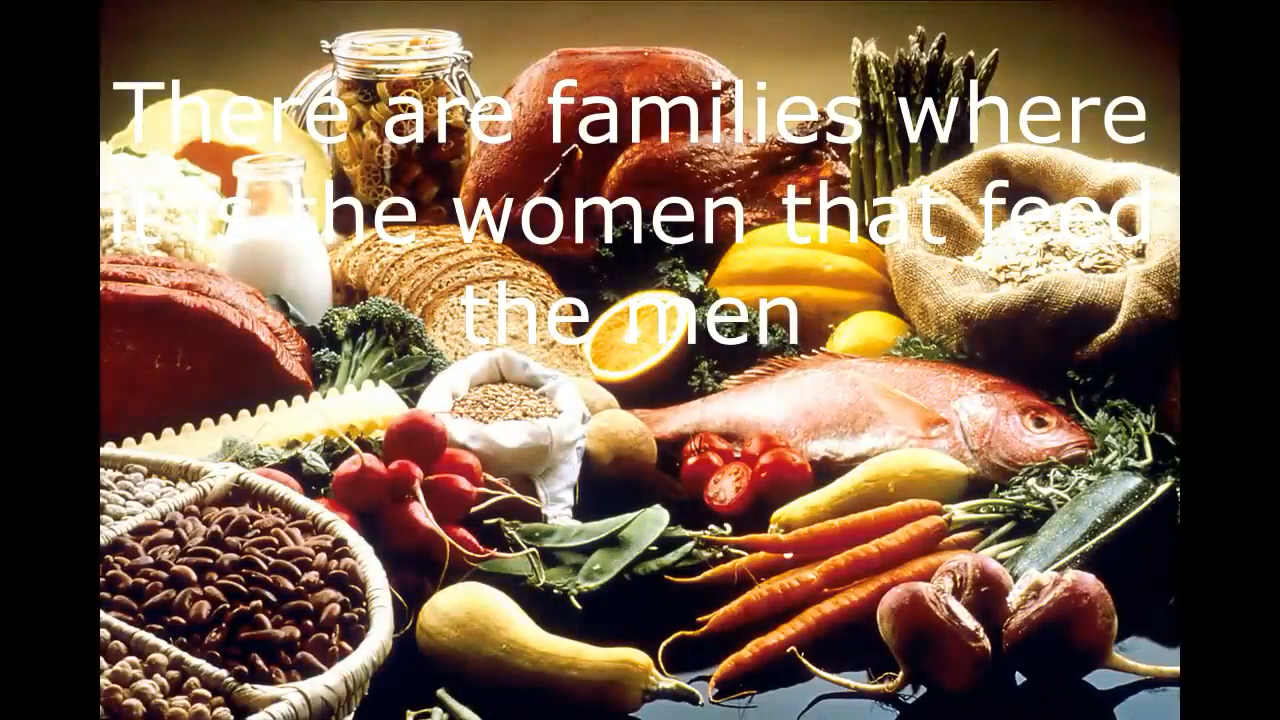 There are families where
it is the women that feed
the men